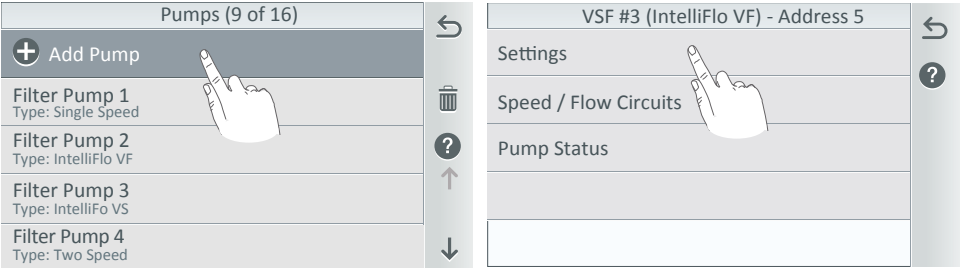 Pumps (9 of 16)
Add Pump
Filter Pump 1
Type: Single Speed
Filter Pump 2
Type: IntelliFlo VF
Filter Pump 3
Type: IntelliFo VS
Filter Pump 4
Type: Two Speed
VSF #3 (IntelliFlo VF) - Address 5
Settings
Speed / Flow Circuits
Pump Status